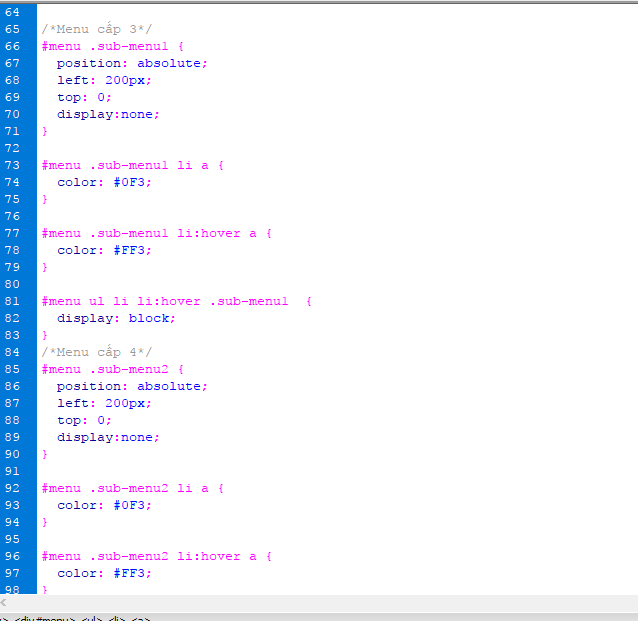 64
65 /*Menu cấp 3*/
66 #menu .sub-menu1 {
67 position: absolute;
68 left: 200px;
69 top: 0;
70 display:none;
71 }
72
73 #menu .sub-menu1 li a {
74 color: #0F3;
75 }
76
77 #menu .sub-menu1 li:hover a {
78 color: #FF3;
79 }
80
81 #menu ul li li:hover .sub-menu1 {
82 display: block;
83 }
84 /*Menu cấp 4*/
85 #menu .sub-menu2 {
86 position: absolute;
87 left: 200px;
88 top: 0;
89 display:none;
90 }
91
92 #menu .sub-menu2 li a {
93 color: #0F3;
94 }
95
96 #menu .sub-menu2 li:hover a {
97 color: #FF3;
98 }
<div#menu> <ul> <li> <a>